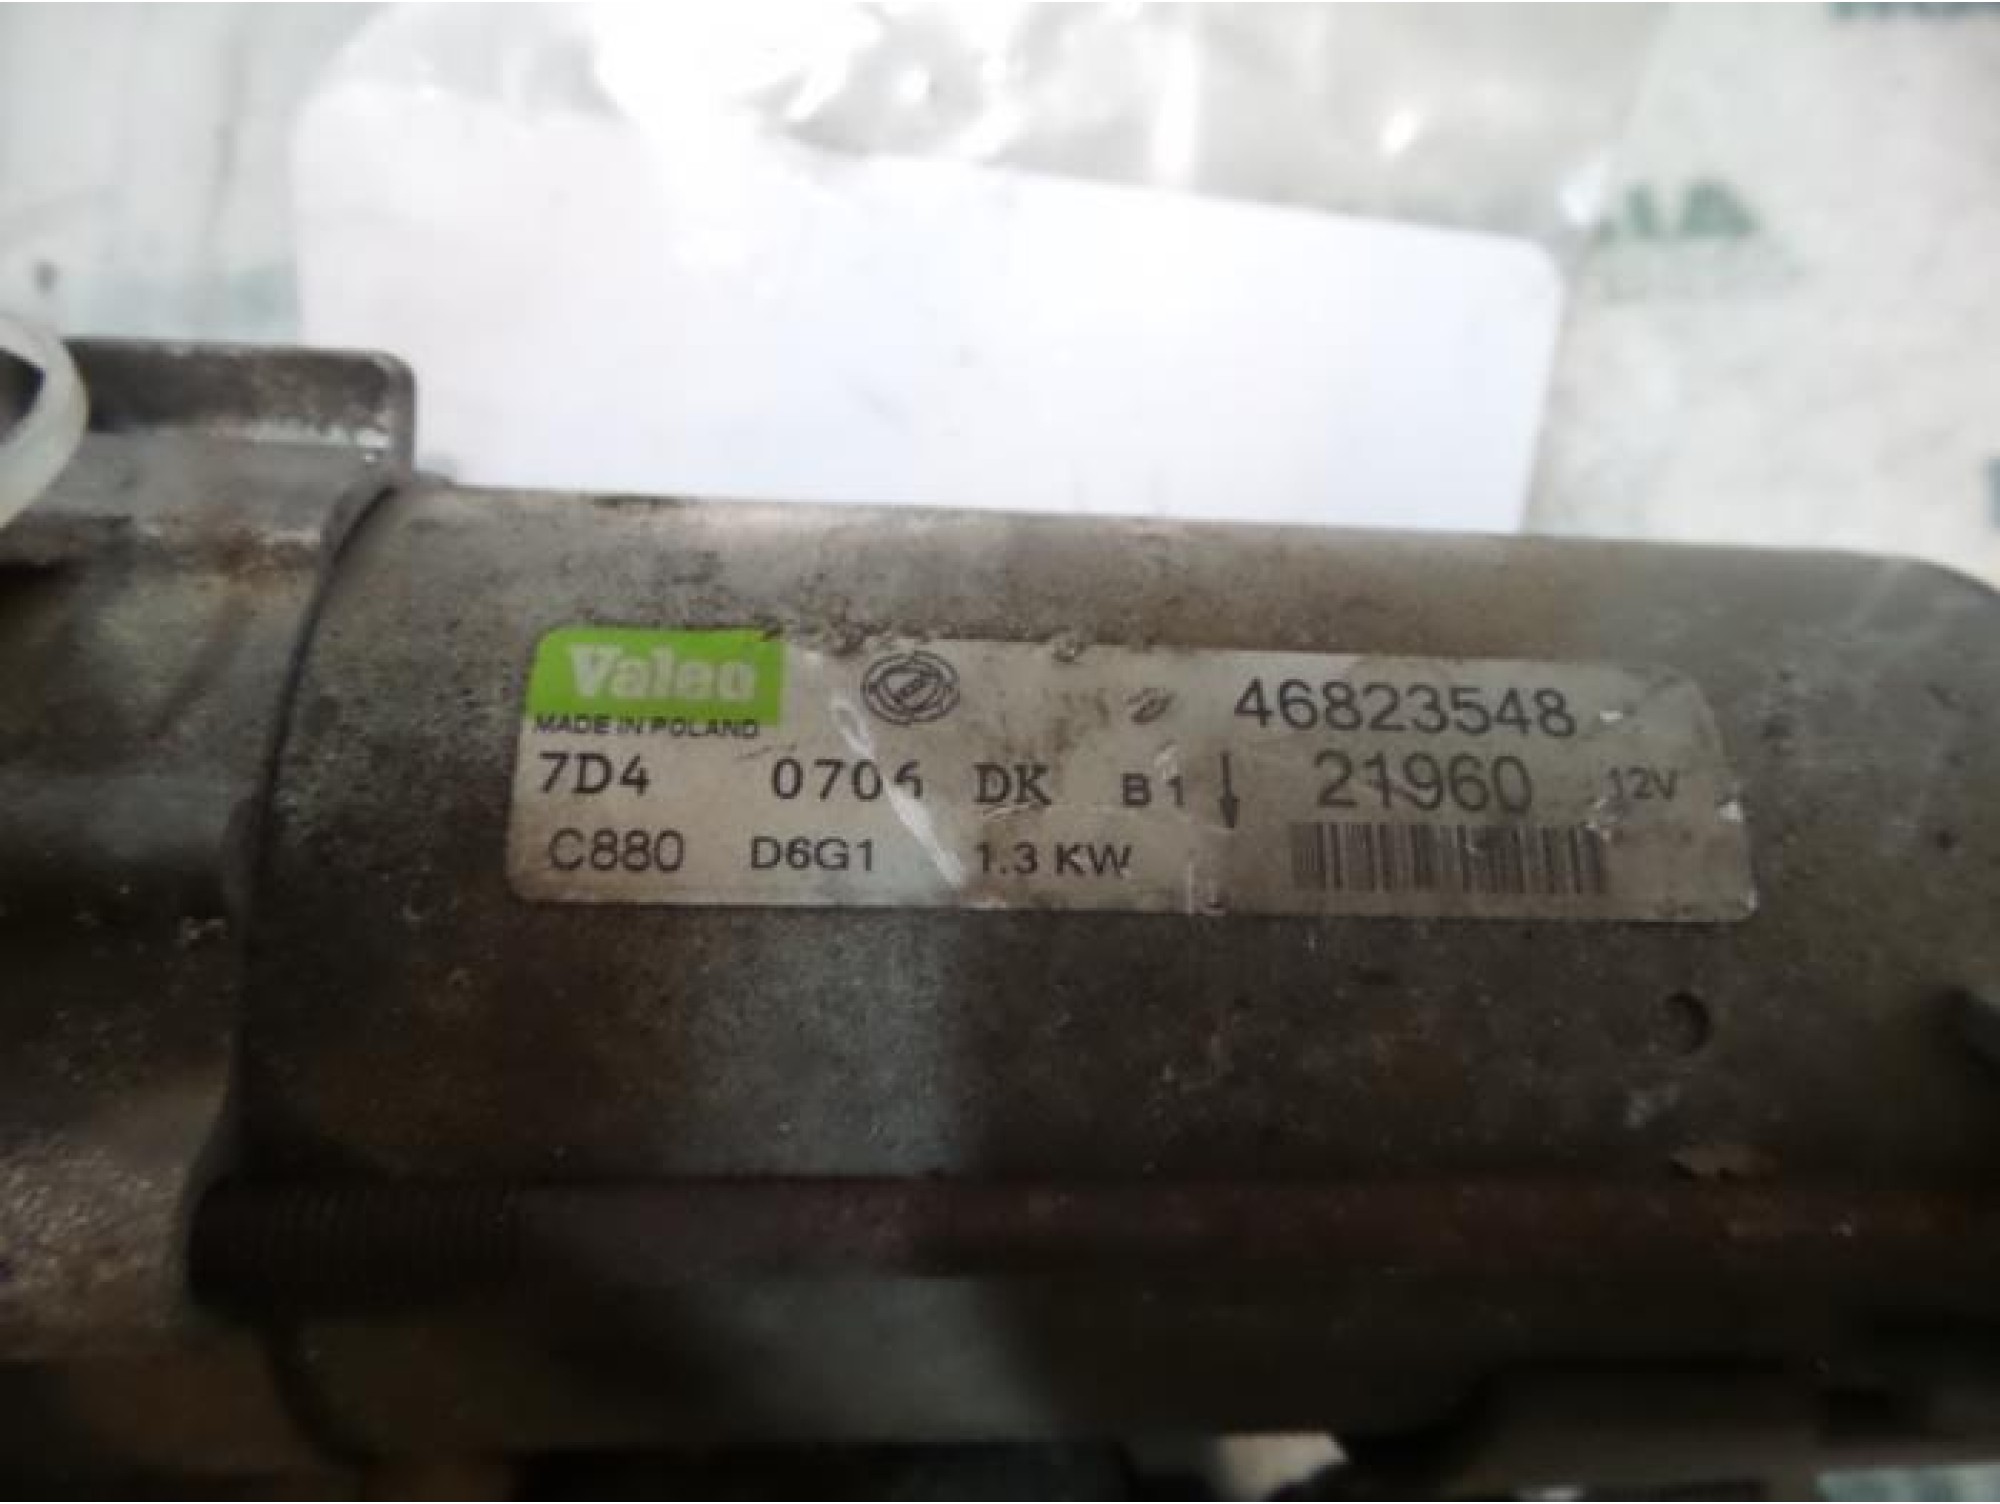 Valeo
MADE IN POLAND
46823548
7D4 0706 DK B1 ↓ 21960 12V
C880 D6G1 1.3 KW